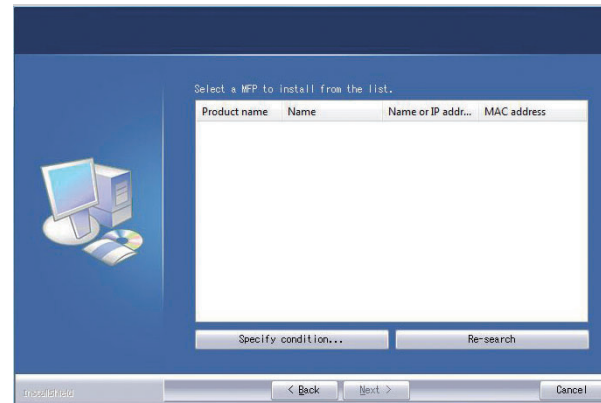 Select a MFP to install from the list.
Product name Name Name or IP addr... MAC address
Specify condition... Re-search
InstallShield < Back Next > Cancel